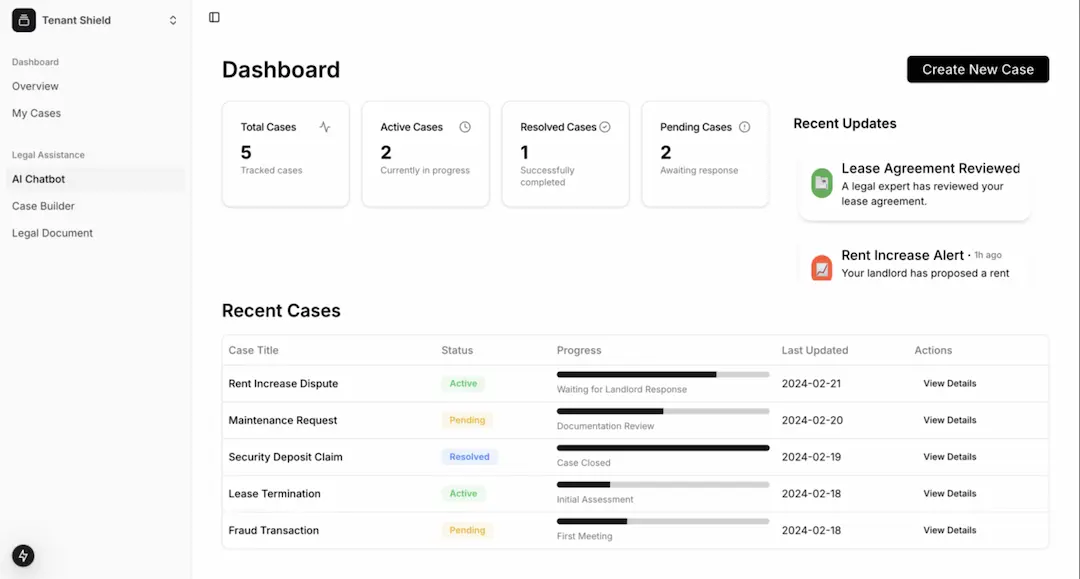 Tenant Shield
Dashboard
Overview
My Cases
Legal Assistance
AI Chatbot
Case Builder
Legal Document
Dashboard
Create New Case
Total Cases
5
Tracked cases
Active Cases
2
Currently in progress
Resolved Cases
1
Successfully
completed
Pending Cases
2
Awaiting response
Recent Updates
Lease Agreement Reviewed
A legal expert has reviewed your
lease agreement.
Rent Increase Alert · 1h ago
Your landlord has proposed a rent
Recent Cases
Case Title Status Progress Last Updated Actions
Rent Increase Dispute Active Waiting for Landlord Response 2024-02-21 View Details
Maintenance Request Pending Documentation Review 2024-02-20 View Details
Security Deposit Claim Resolved Case Closed 2024-02-19 View Details
Lease Termination Active Initial Assessment 2024-02-18 View Details
Fraud Transaction Pending First Meeting 2024-02-18 View Details